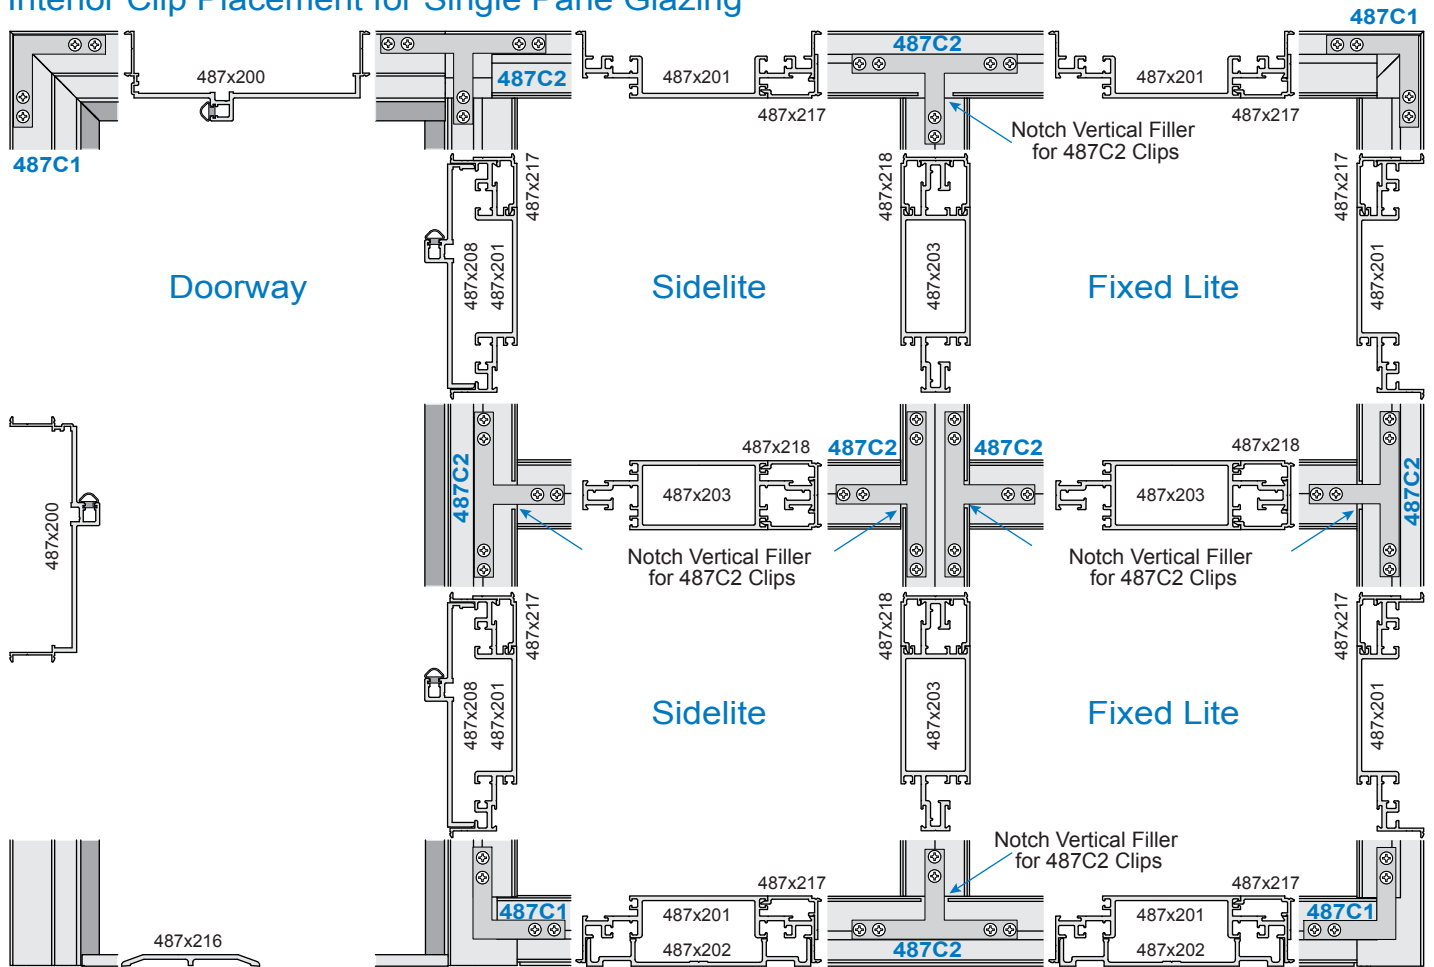 Interior Clip Placement for Single Pane Glazing
487C1
487C2
487x200
487C2
487x201
487x201
487x217
487x217
487C1
Notch Vertical Filler
for 487C2 Clips
487x217
487x218
487x217
487x208
487x201
487x203
487x201
Doorway
Sidelite
Fixed Lite
487x200
487C2
487x218
487C2
487C2
487x218
487C2
487x203
487x203
Notch Vertical Filler
for 487C2 Clips
Notch Vertical Filler
for 487C2 Clips
487x217
487x218
487x217
487x208
487x201
487x203
487x201
Sidelite
Fixed Lite
Notch Vertical Filler
for 487C2 Clips
487x217
487x217
487C1
487x201
487x201
487C1
487x216
487x202
487C2
487x202